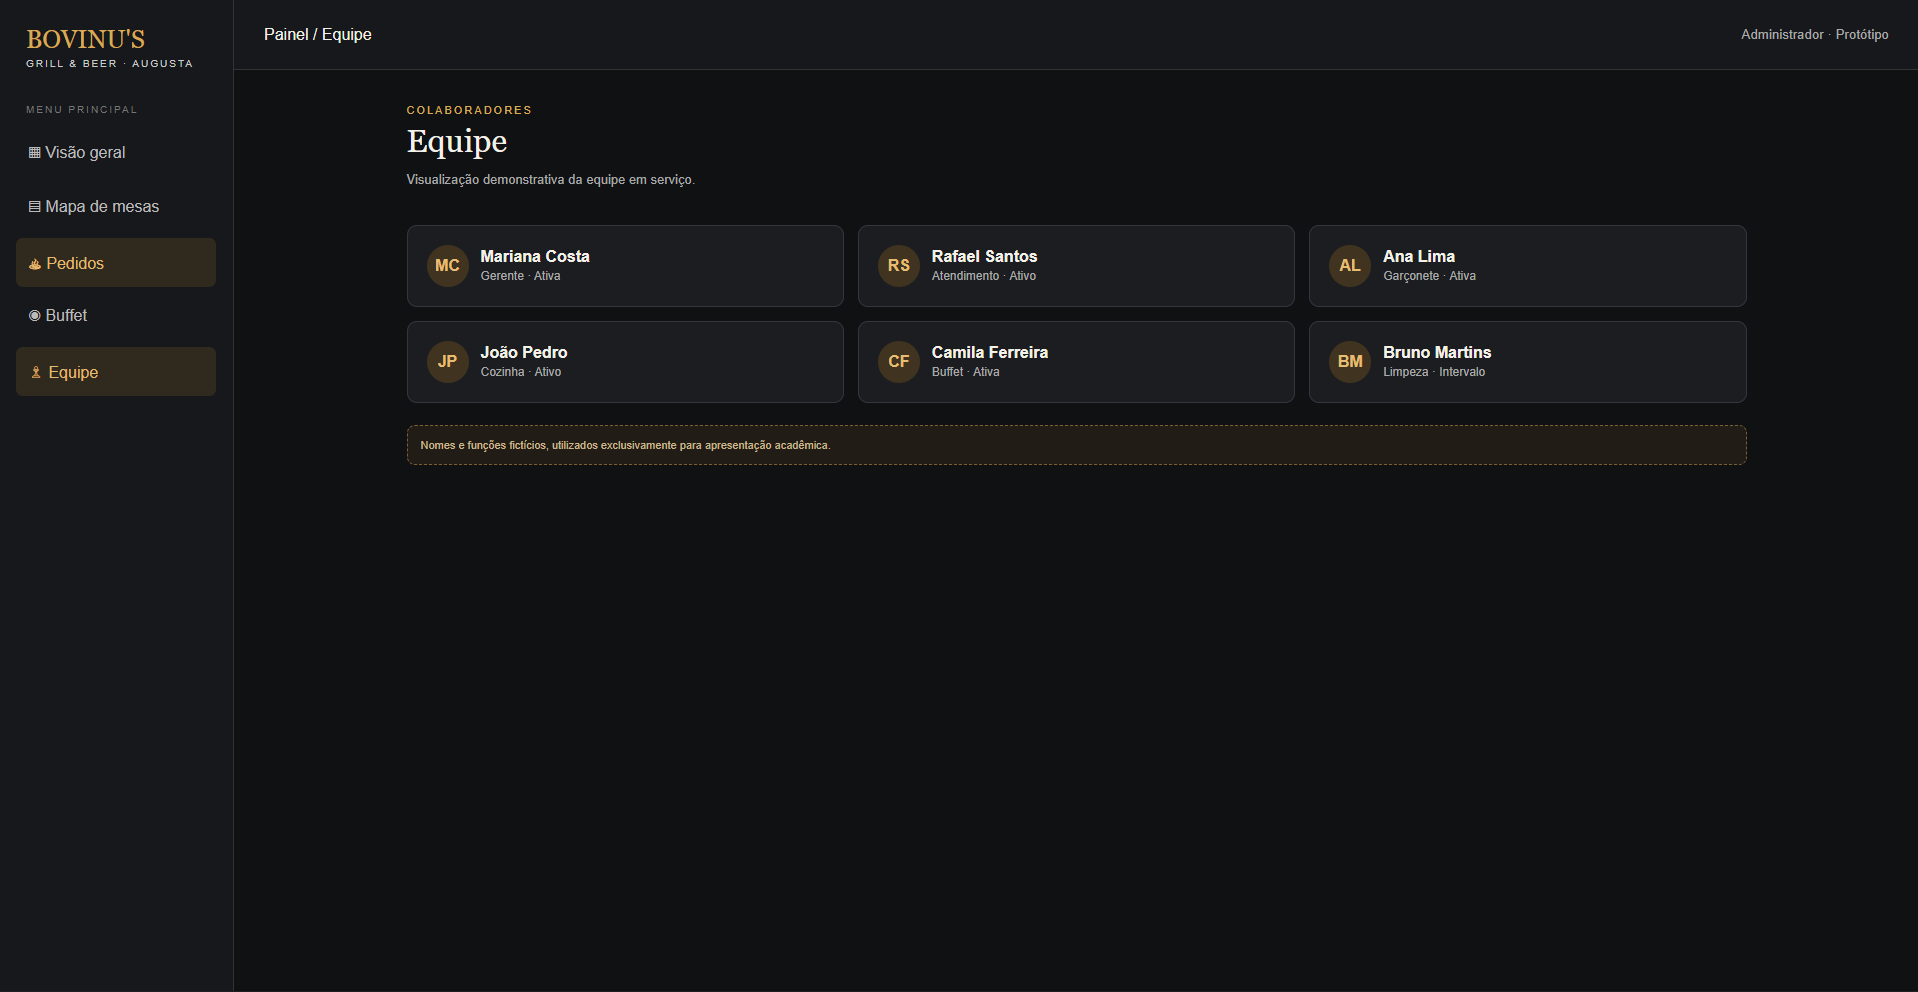 BOVINU'S
GRILL & BEER · AUGUSTA
MENU PRINCIPAL
Visão geral
Mapa de mesas
Pedidos
Buffet
Equipe
Painel / Equipe
Administrador · Protótipo
COLABORADORES
Equipe
Visualização demonstrativa da equipe em serviço.
MC
Mariana Costa
Gerente · Ativa
RS
Rafael Santos
Atendimento · Ativo
AL
Ana Lima
Garçonete · Ativa
JP
João Pedro
Cozinha · Ativo
CF
Camila Ferreira
Buffet · Ativa
BM
Bruno Martins
Limpeza · Intervalo
Nomes e funções fictícios, utilizados exclusivamente para apresentação acadêmica.